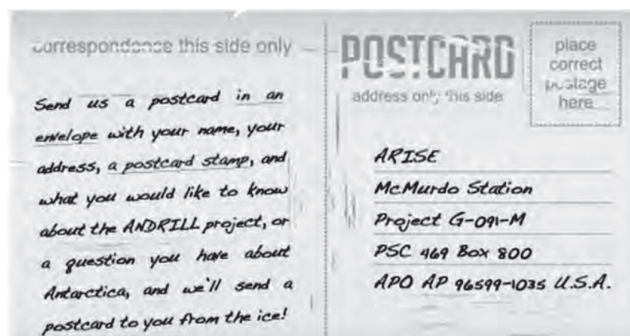 correspondence this side only
Send us a postcard in an
envelope with your name, your
address, a postcard stamp, and
what you would like to know
about the ANDRILL project, or
a question you have about
Antarctica, and we'll send a
postcard to you from the ice!
POSTCARD
address only this side
place
correct
postage
here
ARISE
McMurdo Station
Project G-091-M
PSC 469 Box 800
APO AP 96599-1035 U.S.A.